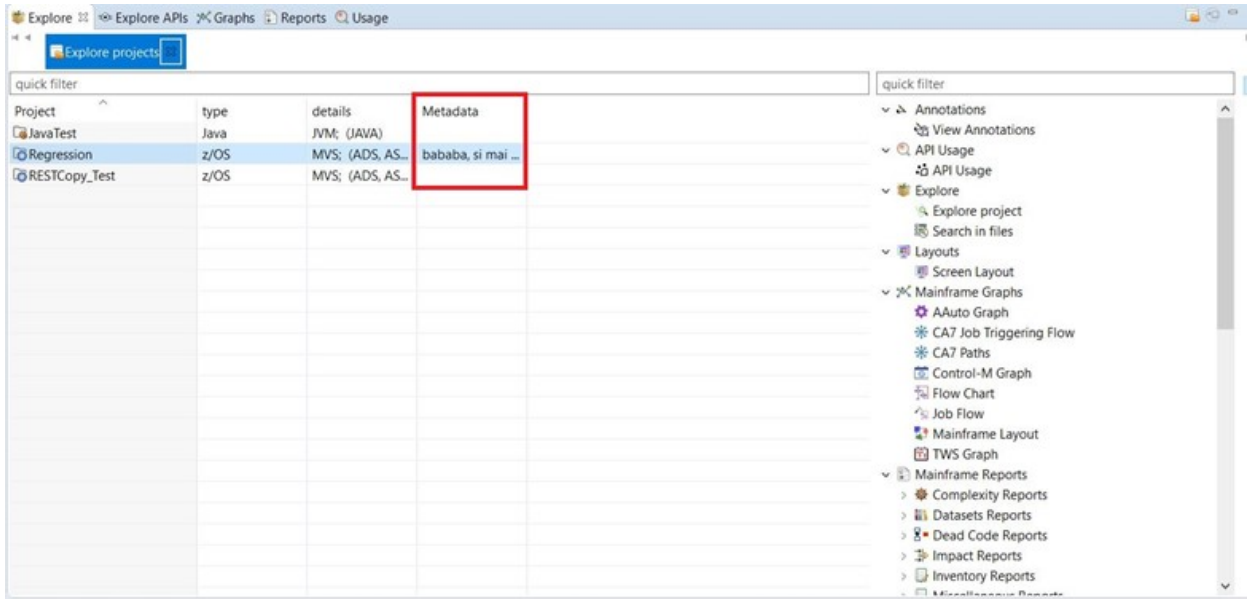 Explore Explore APIs Graphs Reports Usage
Explore projects
quick filter
Project type details Metadata
JavaTest Java JVM; (JAVA)
Regression z/OS MVS; (ADS, AS... bababa, si mai ...
RESTCopy_Test z/OS MVS; (ADS, AS...
quick filter
Annotations
View Annotations
API Usage
API Usage
Explore
Explore project
Search in files
Layouts
Screen Layout
Mainframe Graphs
AAuto Graph
CA7 Job Triggering Flow
CA7 Paths
Control-M Graph
Flow Chart
Job Flow
Mainframe Layout
TWS Graph
Mainframe Reports
Complexity Reports
Datasets Reports
Dead Code Reports
Impact Reports
Inventory Reports
Miscellaneous Reports